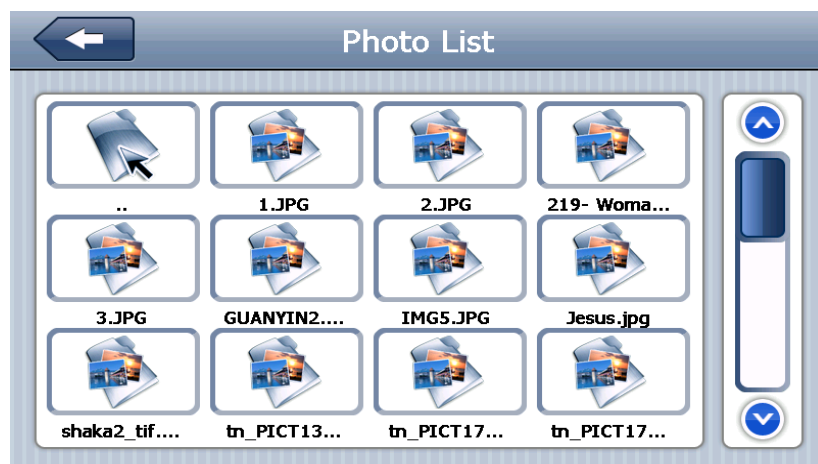 Photo List
..
1.JPG
2.JPG
219- Woma...
3.JPG
GUANYIN2....
IMG5.JPG
Jesus.jpg
shaka2_tif....
tn_PICT13...
tn_PICT17...
tn_PICT17...